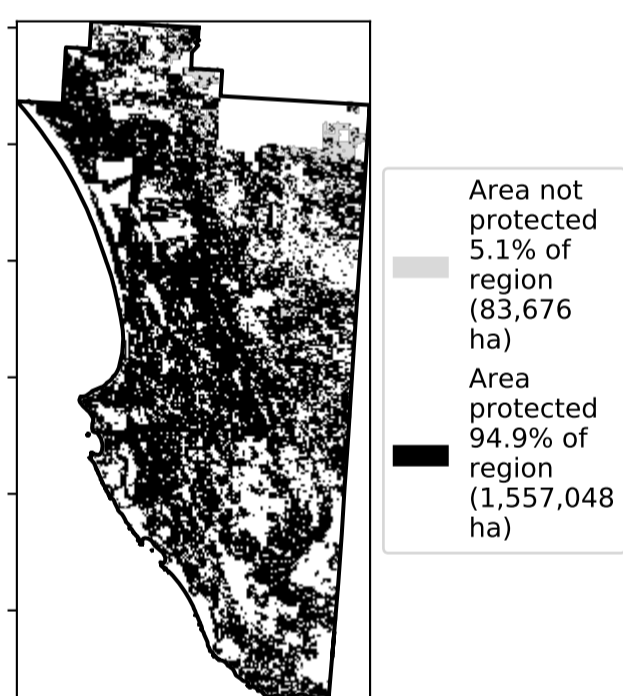 Area not
protected
5.1% of
region
(83,676
ha)
Area
protected
94.9% of
region
(1,557,048
ha)